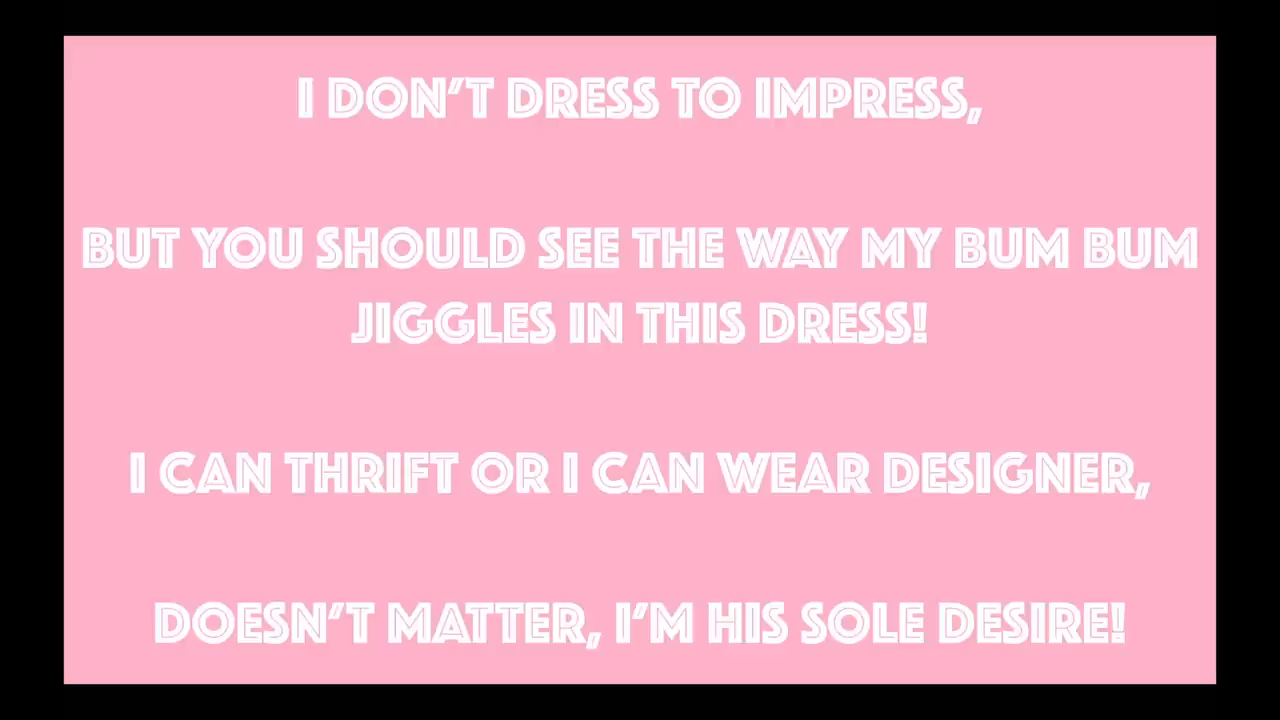 I DON'T DRESS TO IMPRESS,
BUT YOU SHOULD SEE THE WAY MY BUM BUM
JIGGLES IN THIS DRESS!
I CAN THRIFT OR I CAN WEAR DESIGNER,
DOESN'T MATTER, I'M HIS SOLE DESIRE!